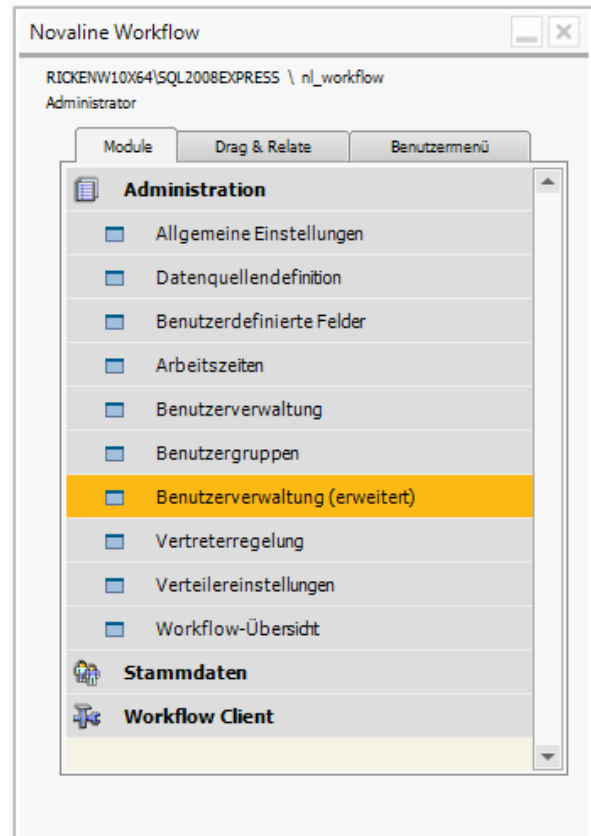 Novaline Workflow
RICKENW10X64\SQL2008EXPRESS \ nl_workflow
Administrator
Module Drag & Relate Benutzermenü
Administration
Allgemeine Einstellungen
Datenquellendefinition
Benutzerdefinierte Felder
Arbeitszeiten
Benutzerverwaltung
Benutzergruppen
Benutzerverwaltung (erweitert)
Vertreterregelung
Verteilereinstellungen
Workflow-Übersicht
Stammdaten
Workflow Client